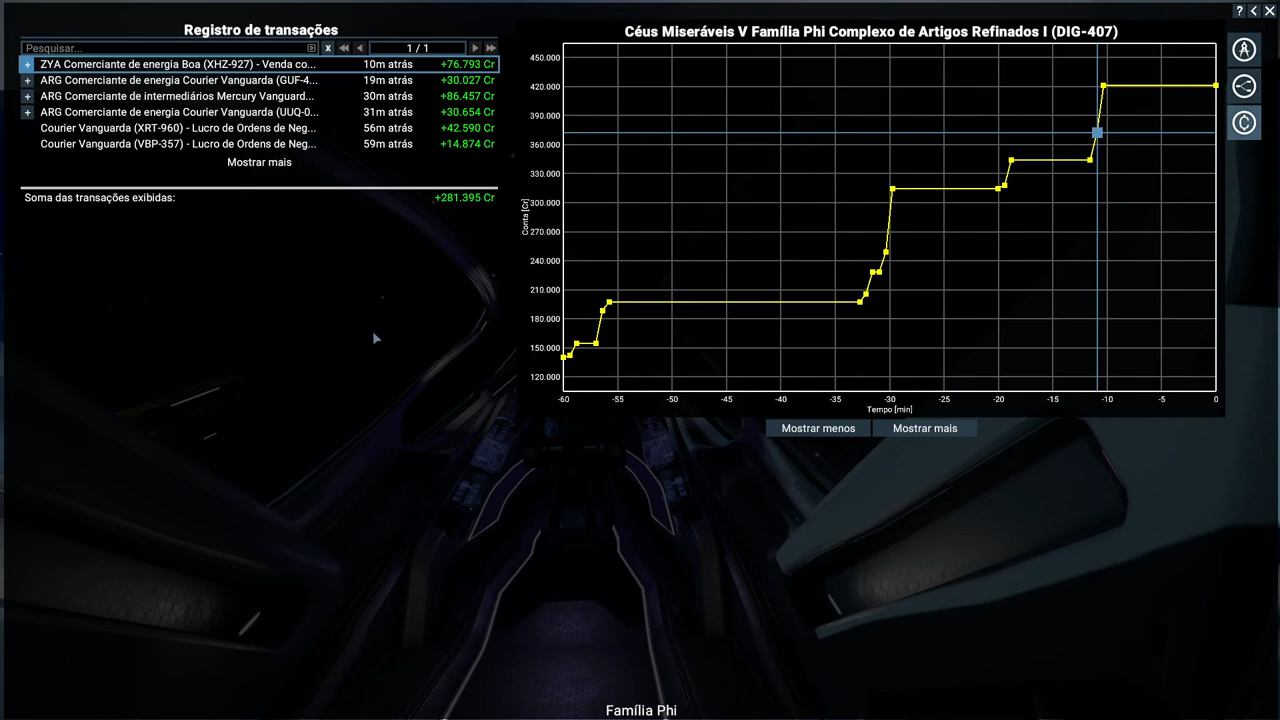 Registro de transações
Pesquisar...
x
1 / 1
+ ZYA Comerciante de energia Boa (XHZ-927) - Venda co... 10m atrás +76.793 Cr
+ ARG Comerciante de energia Courier Vanguarda (GUF-4... 19m atrás +30.027 Cr
+ ARG Comerciante de intermediários Mercury Vanguard... 30m atrás +86.457 Cr
+ ARG Comerciante de energia Courier Vanguarda (UUQ-0... 31m atrás +30.654 Cr
Courier Vanguarda (XRT-960) - Lucro de Ordens de Neg... 56m atrás +42.590 Cr
Courier Vanguarda (VBP-357) - Lucro de Ordens de Neg... 59m atrás +14.874 Cr
Mostrar mais
Soma das transações exibidas: +281.395 Cr
Céus Miseráveis V Família Phi Complexo de Artigos Refinados I (DIG-407)
Conta [Cr]
450.000
420.000
390.000
360.000
330.000
300.000
270.000
240.000
210.000
180.000
150.000
120.000
-60 -55 -50 -45 -40 -35 -30 -25 -20 -15 -10 -5 0
Tempo [min]
Mostrar menos Mostrar mais
Família Phi